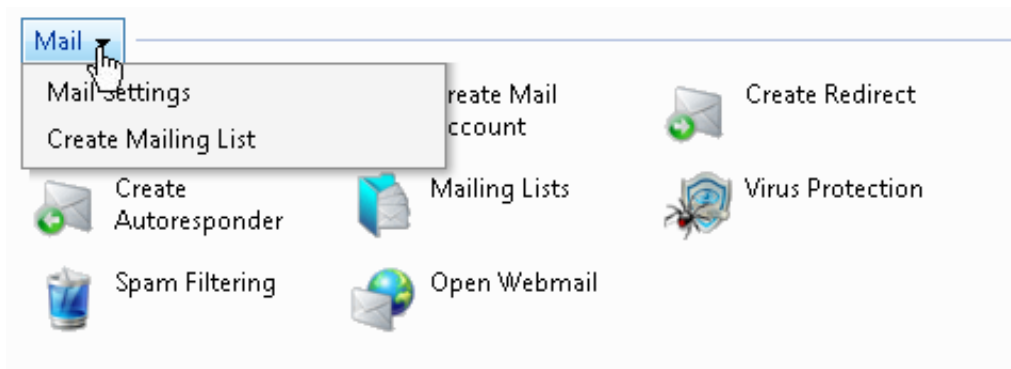 Mail
Mail Settings
Create Mailing List
reate Mail
ccount
Create Redirect
Create
Autoresponder
Mailing Lists
Virus Protection
Spam Filtering
Open Webmail